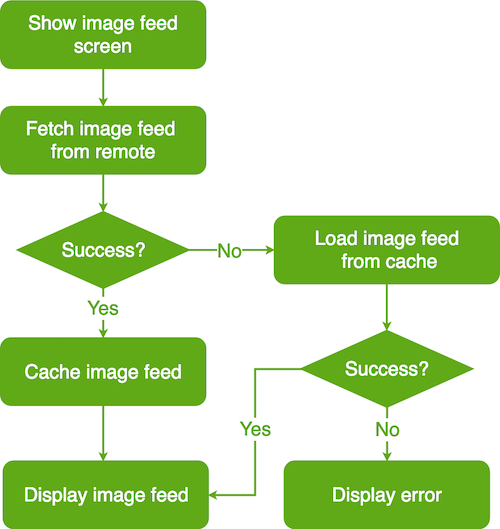 Show image feed
screen
Fetch image feed
from remote
Success?
No
Load image feed
from cache
Yes
Cache image feed
Success?
Yes
No
Display image feed
Display error